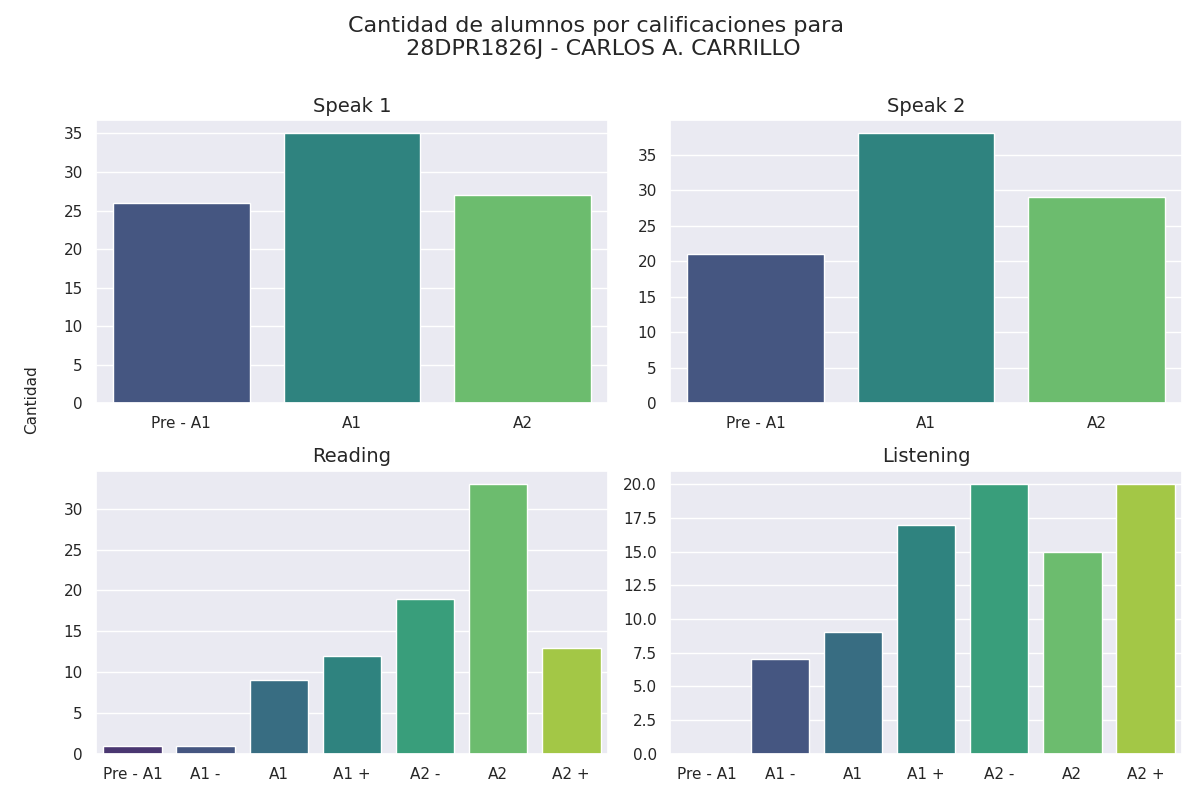 Cantidad de alumnos por calificaciones para
28DPR1826J - CARLOS A. CARRILLO
Speak 1
35
30
25
20
15
10
5
0
Pre - A1 A1 A2
Speak 2
35
30
25
20
15
10
5
0
Pre - A1 A1 A2
Cantidad
Reading
30
25
20
15
10
5
0
Pre - A1 A1 - A1 A1 + A2 - A2 A2 +
Listening
20.0
17.5
15.0
12.5
10.0
7.5
5.0
2.5
0.0
Pre - A1 A1 - A1 A1 + A2 - A2 A2 +